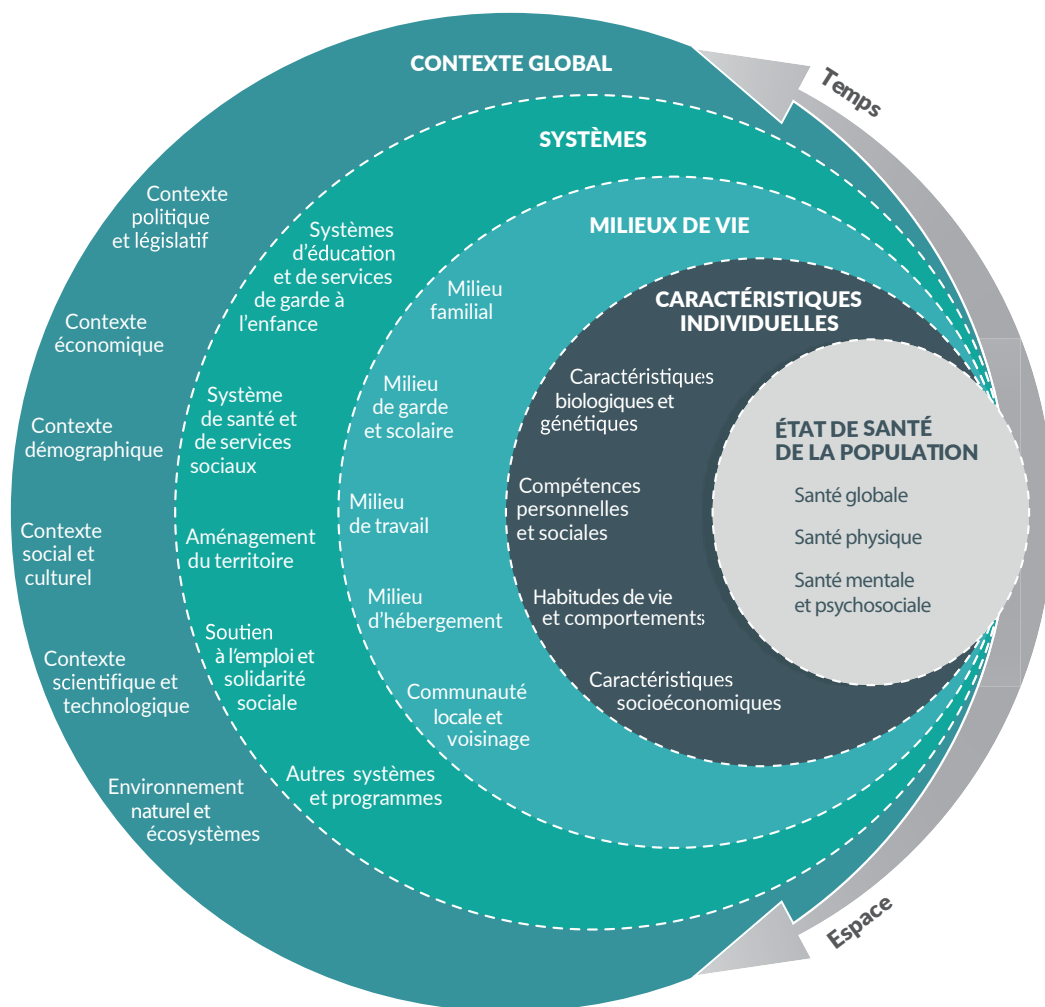 CONTEXTE GLOBAL
Temps
SYSTÈMES
Contexte
politique
et législatif
Contexte
économique
Contexte
démographique
Contexte
social et
culturel
Contexte
scientifique et
technologique
Environnement
naturel et
écosystèmes
Systèmes
d'éducation
et de services
de garde à
l'enfance
Système
de santé et
de services
sociaux
Aménagement
du territoire
Soutien
à l'emploi et
solidarité
sociale
Autres systèmes
et programmes
MILIEUX DE VIE
Milieu
familial
Milieu
de garde
et scolaire
Milieu
de travail
Milieu
d'hébergement
Communauté
locale et
voisinage
CARACTÉRISTIQUES
INDIVIDUELLES
Caractéristiques
biologiques et
génétiques
Compétences
personnelles
et sociales
Habitudes de vie
et comportements
Caractéristiques
socioéconomiques
ÉTAT DE SANTÉ
DE LA POPULATION
Santé globale
Santé physique
Santé mentale
et psychosociale
Espace